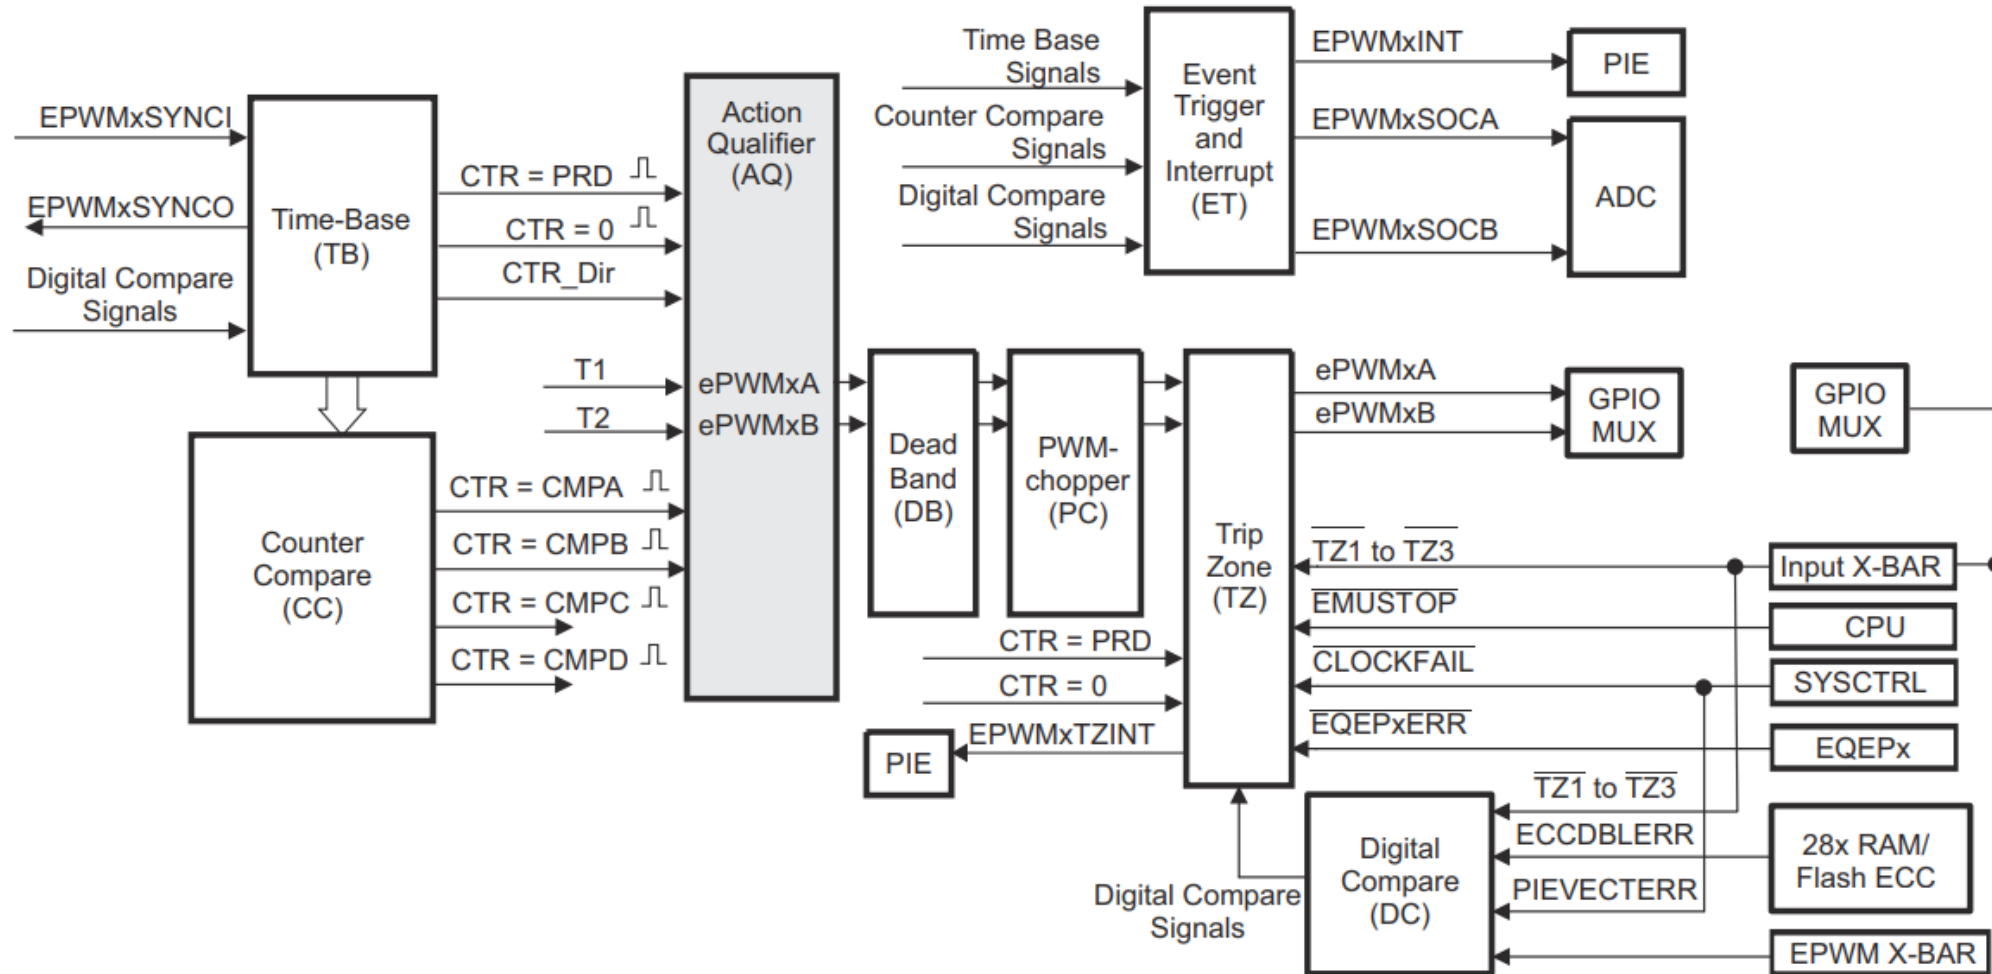 EPWMxSYNCI
EPWMxSYNCO
Digital Compare
Signals
Time-Base
(TB)
CTR = PRD
CTR = 0
CTR_Dir
T1
T2
Counter
Compare
(CC)
CTR = CMPA
CTR = CMPB
CTR = CMPC
CTR = CMPD
Action
Qualifier
(AQ)
ePWMxA
ePWMxB
Time Base
Signals
Counter Compare
Signals
Digital Compare
Signals
Event
Trigger
and
Interrupt
(ET)
EPWMxINT
EPWMxSOCA
EPWMxSOCB
PIE
ADC
Dead
Band
(DB)
PWM-
chopper
(PC)
Trip
Zone
(TZ)
ePWMxA
ePWMxB
GPIO
MUX
GPIO
MUX
TZ1 to TZ3
EMUSTOP
CLOCKFAIL
EQEPxERR
Input X-BAR
CPU
SYSCTRL
EQEPx
CTR = PRD
CTR = 0
EPWMxTZINT
PIE
Digital Compare
Signals
Digital
Compare
(DC)
TZ1 to TZ3
ECCDBLERR
PIEVECTERR
28x RAM/
Flash ECC
EPWM X-BAR